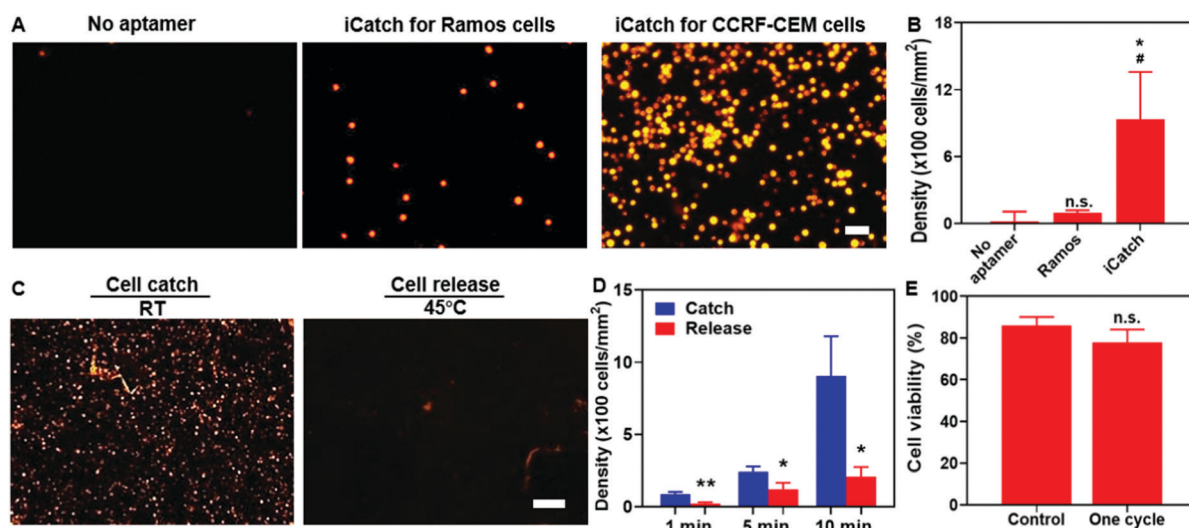 A
No aptamer
iCatch for Ramos cells
iCatch for CCRF-CEM cells
B
Density (x100 cells/mm²)
18
12
6
0
n.s.
*
#
No
aptamer
Ramos
iCatch
C
Cell catch
RT
Cell release
45°C
D
Density (x100 cells/mm²)
15
10
5
0
Catch
Release
**
*
*
1 min
5 min
10 min
E
Cell viability (%)
100
80
60
40
20
0
n.s.
Control
One cycle